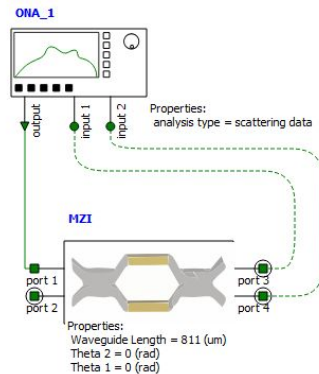 ONA_1
output
input 1
input 2
Properties:
analysis type = scattering data
MZI
port 1
port 2
port 3
port 4
Properties:
Waveguide Length = 811 (um)
Theta 2 = 0 (rad)
Theta 1 = 0 (rad)